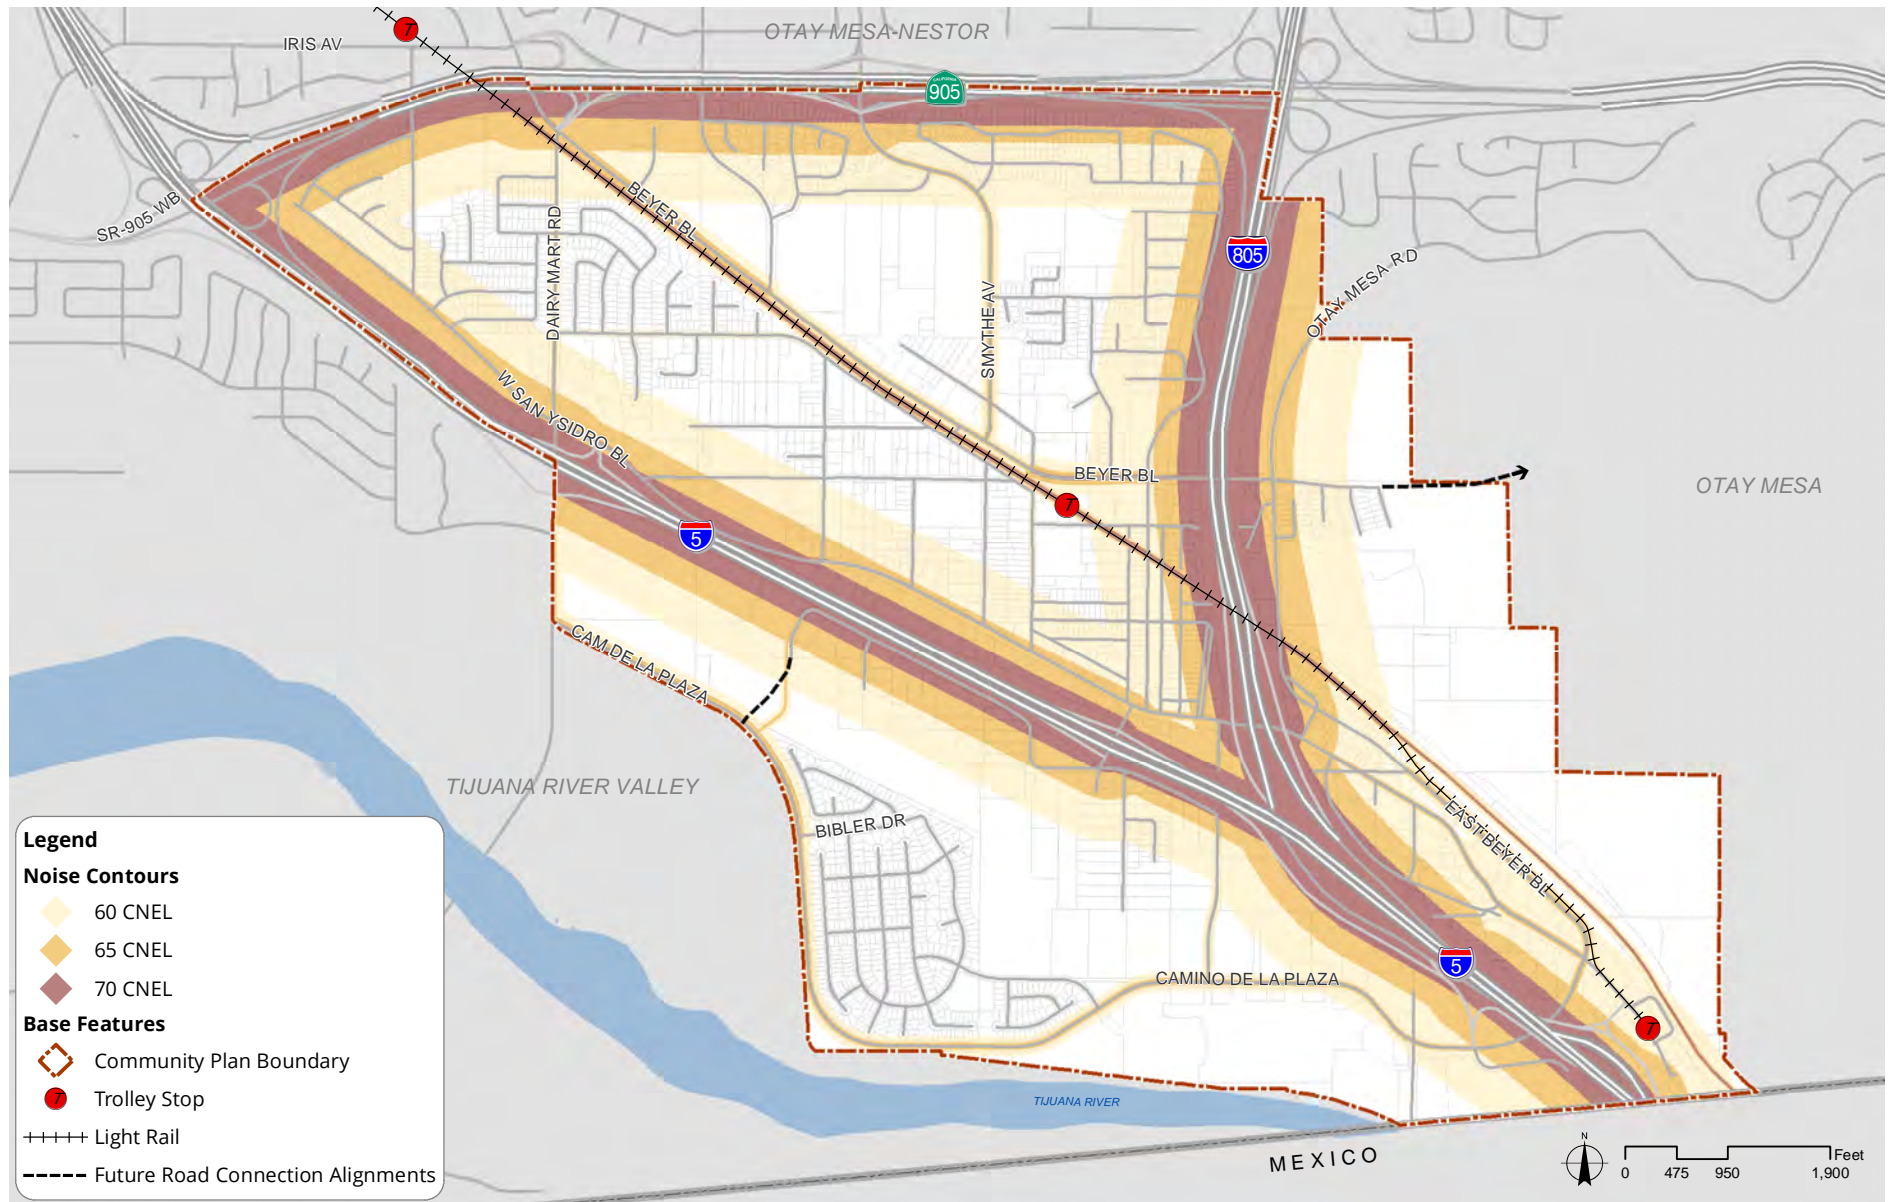 OTAY MESA-NESTOR
IRIS AV
T
CALIFORNIA
905
SR-905 WB
BEYER BL
DAIRY MART RD
805
OTAY MESA RD
SMYTHE AV
W SAN YSIDRO BL
BEYER BL
T
OTAY MESA
5
CAM DE LA PLAZA
TIJUANA RIVER VALLEY
BIBLER DR
EAST BEYER BL
5
CAMINO DE LA PLAZA
T
TIJUANA RIVER
MEXICO
Legend
Noise Contours
60 CNEL
65 CNEL
70 CNEL
Base Features
Community Plan Boundary
T Trolley Stop
Light Rail
Future Road Connection Alignments
N
Feet
0 475 950 1,900